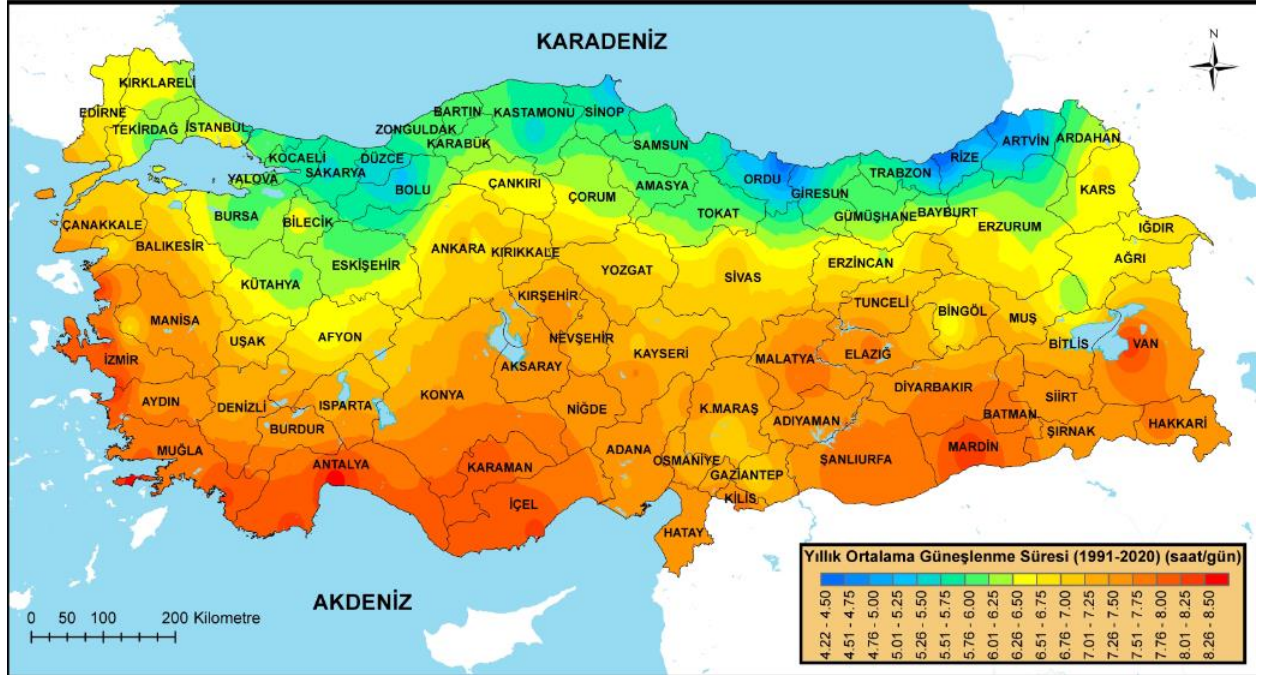 KARADENİZ
N
KIRKLARELİ
EDİRNE
TEKİRDAĞ
İSTANBUL
KOCAELİ
SAKARYA
DÜZCE
ZONGULDAK
BARTIN
KARABÜK
KASTAMONU
SİNOP
SAMSUN
ORDU
GİRESUN
TRABZON
RİZE
ARTVİN
ARDAHAN
YALOVA
BURSA
BİLECİK
BOLU
ÇANKIRI
ÇORUM
AMASYA
TOKAT
GÜMÜŞHANE
BAYBURT
ERZURUM
KARS
IĞDIR
ÇANAKKALE
BALIKESİR
KÜTAHYA
ESKİŞEHİR
ANKARA
KIRIKKALE
YOZGAT
SİVAS
ERZİNCAN
AĞRI
MANİSA
UŞAK
AFYON
KIRŞEHİR
NEVŞEHİR
KAYSERİ
MALATYA
TUNCELİ
ELAZIĞ
BİNGÖL
MUŞ
BİTLİS
VAN
İZMİR
AYDIN
DENİZLİ
ISPARTA
BURDUR
KONYA
AKSARAY
NİĞDE
K.MARAŞ
ADIYAMAN
DİYARBAKIR
BATMAN
SİİRT
ŞIRNAK
HAKKARİ
MUĞLA
ANTALYA
KARAMAN
İÇEL
ADANA
OSMANİYE
GAZİANTEP
KİLİS
ŞANLIURFA
MARDİN
HATAY
AKDENİZ
0 50 100 200 Kilometre
Yıllık Ortalama Güneşlenme Süresi (1991-2020) (saat/gün)
4.22 - 4.50
4.51 - 4.75
4.76 - 5.00
5.01 - 5.25
5.26 - 5.50
5.51 - 5.75
5.76 - 6.00
6.01 - 6.25
6.26 - 6.50
6.51 - 6.75
6.76 - 7.00
7.01 - 7.25
7.26 - 7.50
7.51 - 7.75
7.76 - 8.00
8.01 - 8.25
8.26 - 8.50